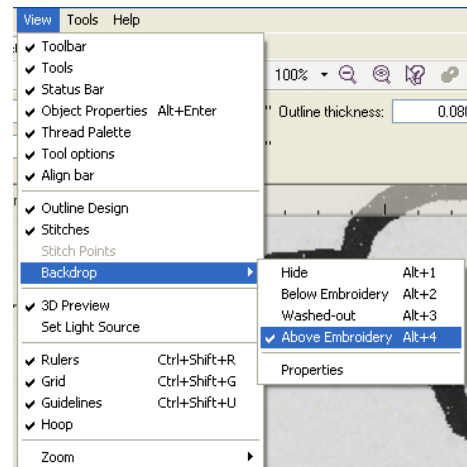 View Tools Help
Toolbar
Tools
Status Bar
Object Properties Alt+Enter
Thread Palette
Tool options
Align bar
Outline Design
Stitches
Stitch Points
Backdrop
3D Preview
Set Light Source
Rulers Ctrl+Shift+R
Grid Ctrl+Shift+G
Guidelines Ctrl+Shift+U
Hoop
Zoom
100%
" Outline thickness: 0.080
"
Hide Alt+1
Below Embroidery Alt+2
Washed-out Alt+3
Above Embroidery Alt+4
Properties